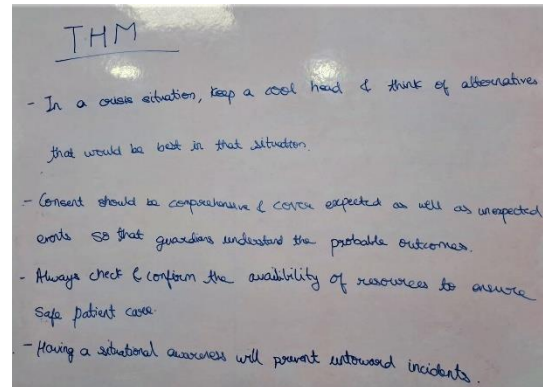 THM
- In a crisis situation, keep a cool head & think of alternatives
that would be best in that situation.
- Consent should be comprehensive & cover expected as well as unexpected
events so that guardians understand the probable outcomes.
- Always check & confirm the availibility of resources to ensure
safe patient care.
- Having a situational awareness will prevent untoward incidents.